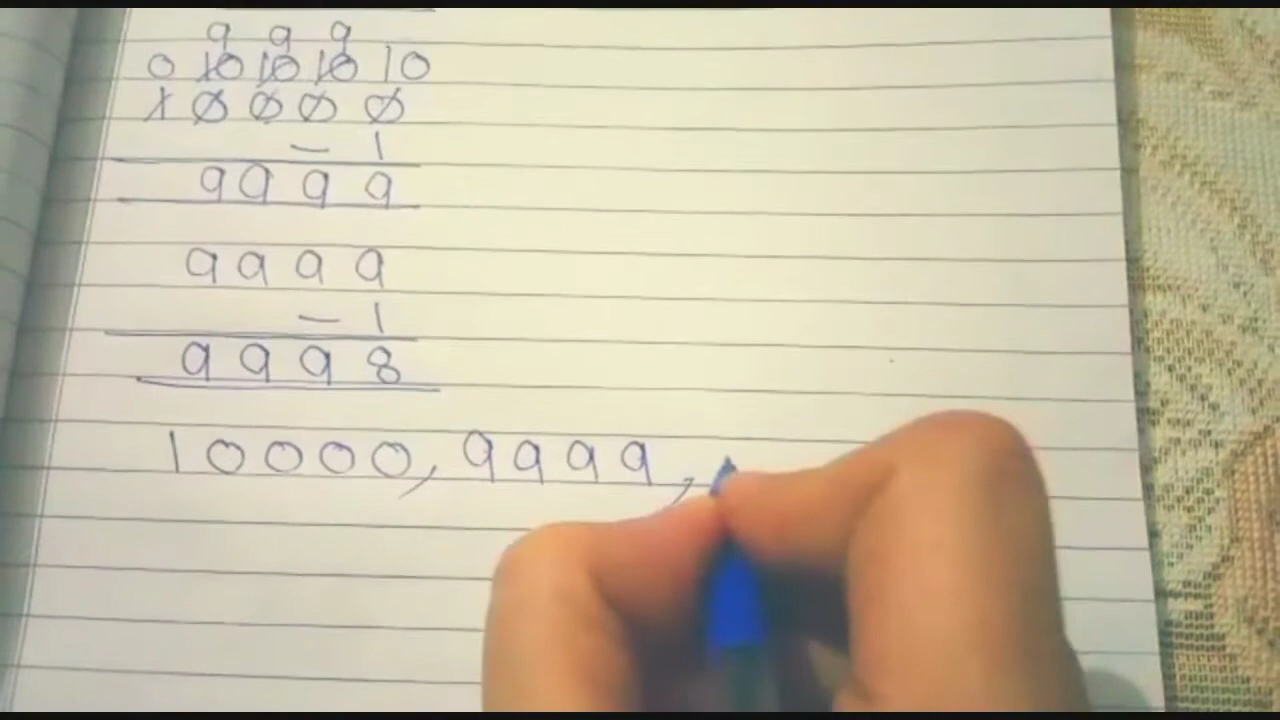 9 9 9
0 10 10 10 10
1 0 0 0 0
- 1
9 9 9 9
9 9 9 9
- 1
9 9 9 8
10000, 9999,